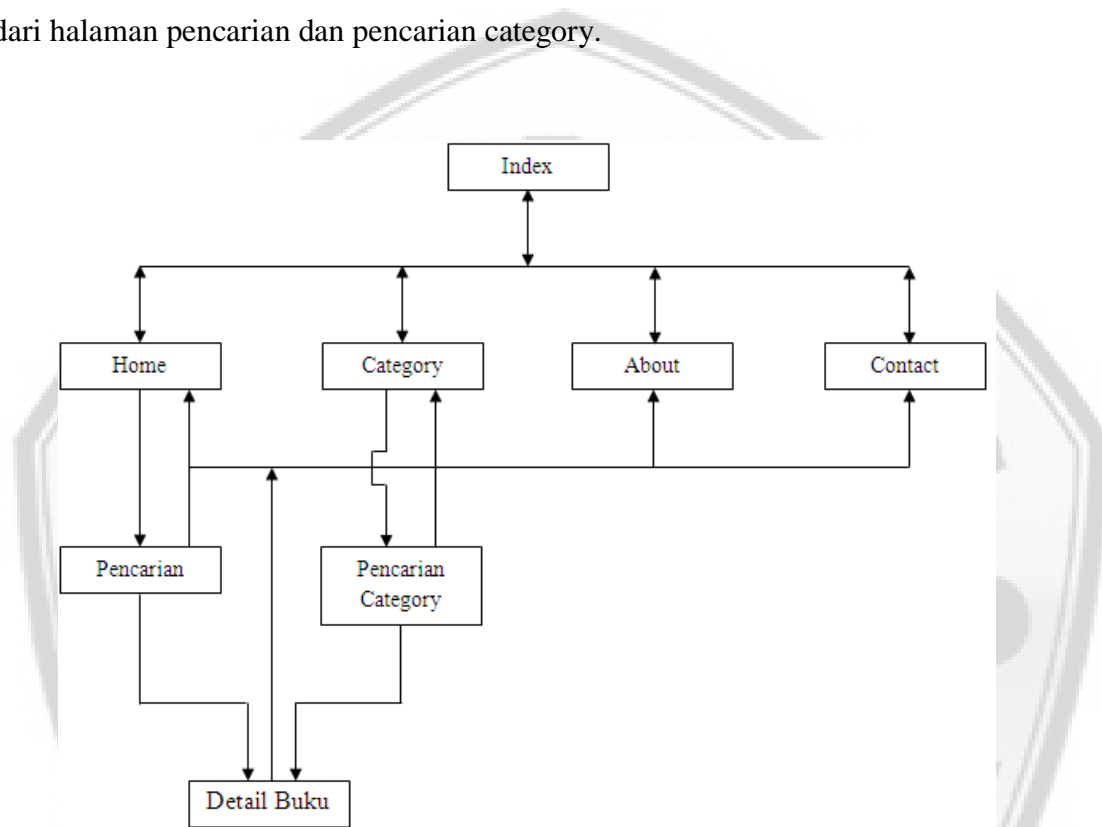 dari halaman pencarian dan pencarian category.
Index
Home
Category
About
Contact
Pencarian
Pencarian
Category
Detail Buku